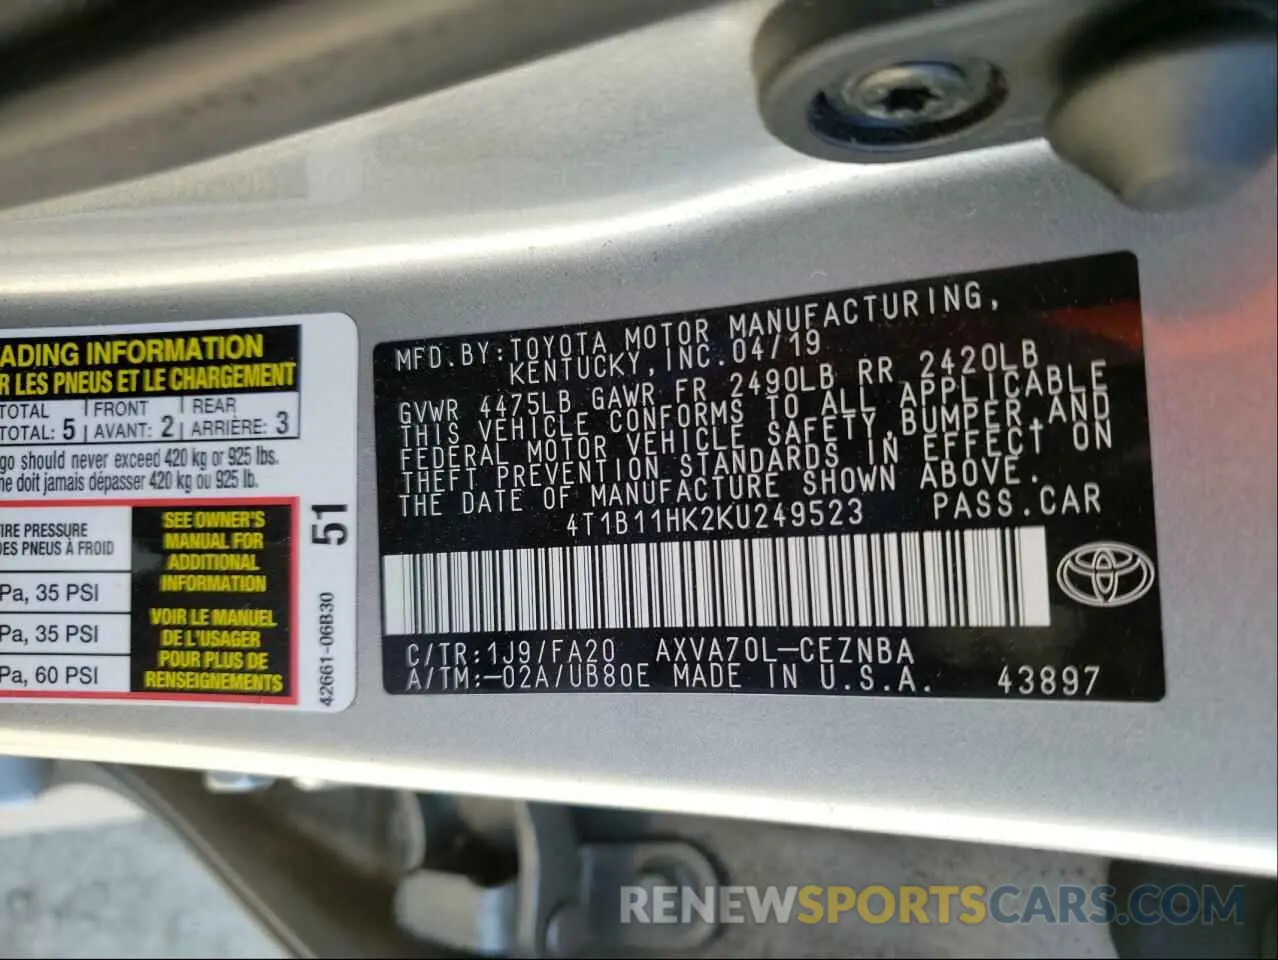 ADING INFORMATION
R LES PNEUS ET LE CHARGEMENT
TOTAL FRONT REAR
TOTAL: 5 AVANT: 2 ARRIÈRE: 3
go should never exceed 420 kg or 925 lbs.
ne doit jamais dépasser 420 kg ou 925 lb.
IRE PRESSURE
DES PNEUS À FROID
Pa, 35 PSI
Pa, 35 PSI
Pa, 60 PSI
SEE OWNER'S
MANUAL FOR
ADDITIONAL
INFORMATION
VOIR LE MANUEL
DE L'USAGER
POUR PLUS DE
RENSEIGNEMENTS
51
42661-06B30
MFD.BY:TOYOTA MOTOR MANUFACTURING,
KENTUCKY,INC.04/19
GVWR 4475LB GAWR FR 2490LB RR 2420LB
THIS VEHICLE CONFORMS TO ALL APPLICABLE
FEDERAL MOTOR VEHICLE SAFETY,BUMPER,AND
THEFT PREVENTION STANDARDS IN EFFECT ON
THE DATE OF MANUFACTURE SHOWN ABOVE.
4T1B11HK2KU249523 PASS.CAR
C/TR:1J9/FA20 AXVA70L-CEZNBA
A/TM:-02A/UB80E MADE IN U.S.A. 43897
RENEWSPORTSCARS.COM